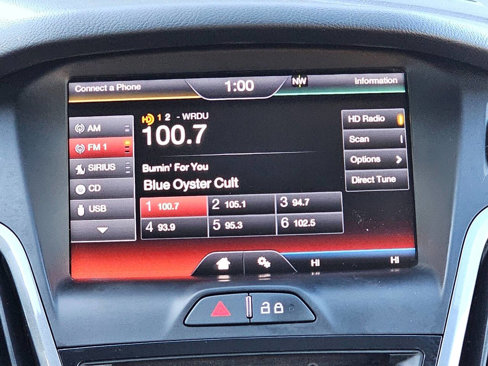 Connect a Phone 1:00 NW Information
HD 1 2 - WRDU
100.7
AM
FM 1
SIRIUS
CD
USB
HD Radio
Scan
Options
Direct Tune
Burnin' For You
Blue Oyster Cult
1 100.7 2 105.1 3 94.7
4 93.9 5 95.3 6 102.5
HI HI